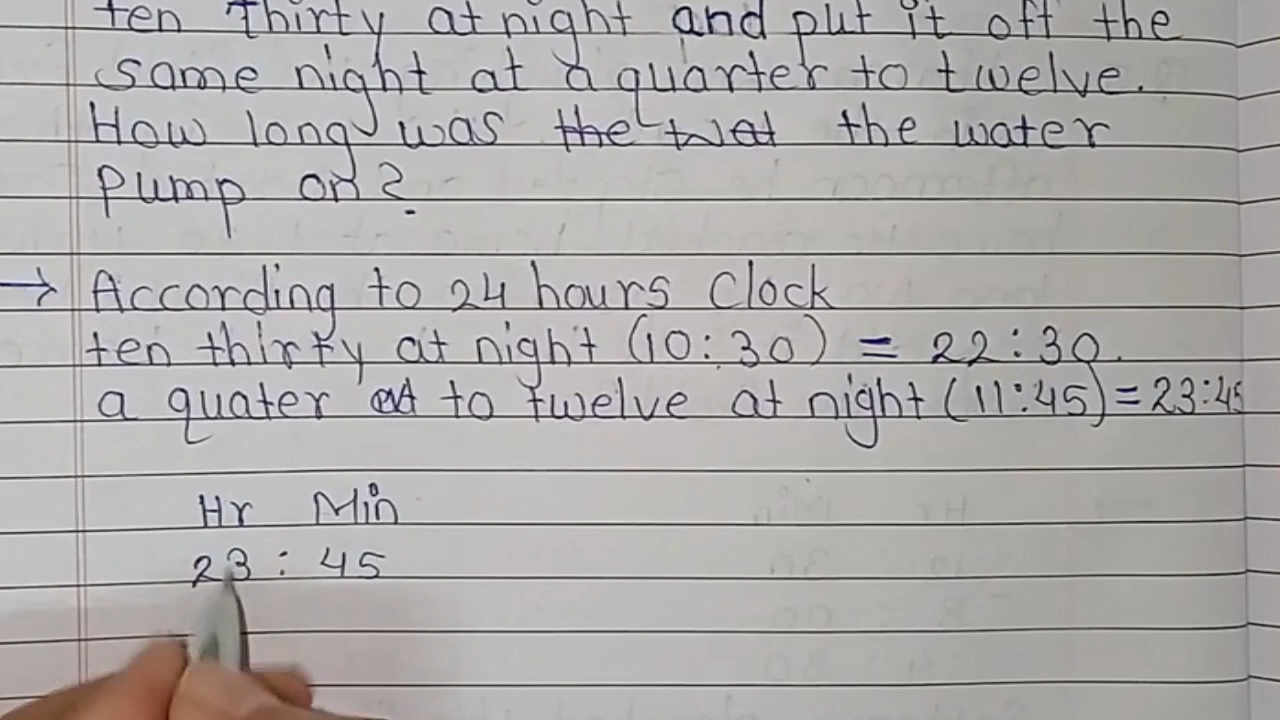 ten thirty at night and put it off the
same night at a quarter to twelve.
How long was the wat the water
Pump on?
→ According to 24 hours Clock
ten thirty at night (10:30) = 22:30.
a quater at to twelve at night (11:45) = 23:45
Hr Min
23 : 45